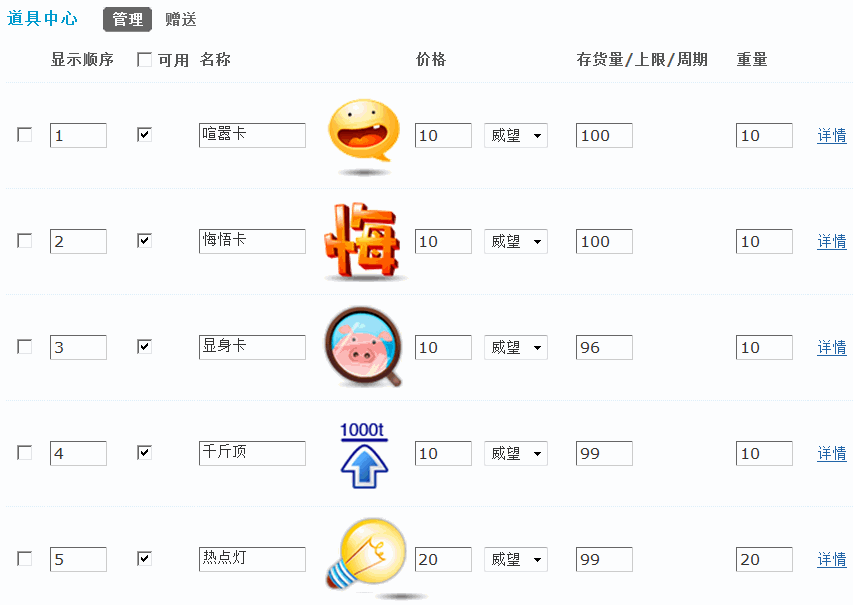 道具中心 管理 赠送
显示顺序 可用 名称 价格 存货量/上限/周期 重量
1 喧嚣卡 10 威望 100 10 详情
2 悔悟卡 悔 10 威望 100 10 详情
3 显身卡 10 威望 96 10 详情
1000t
4 千斤顶 10 威望 99 10 详情
5 热点灯 20 威望 99 20 详情